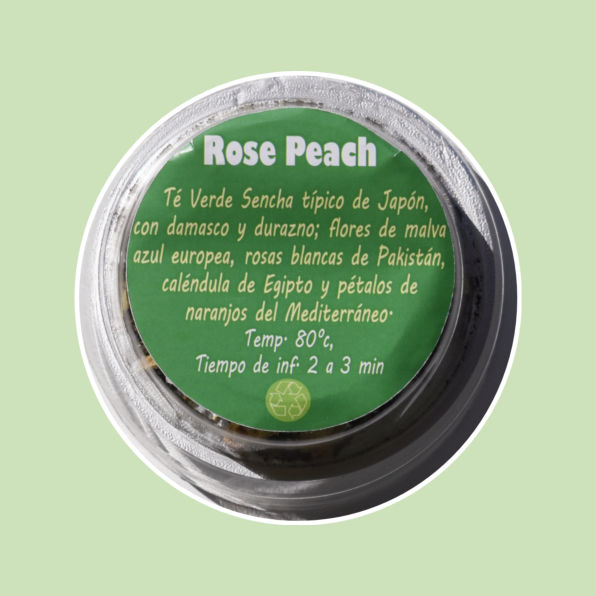 Rose Peach
Té Verde Sencha típico de Japón,
con damasco y durazno; flores de malva
azul europea, rosas blancas de Pakistán,
caléndula de Egipto y pétalos de
naranjos del Mediterráneo.
Temp. 80ºc,
Tiempo de inf. 2 a 3 min